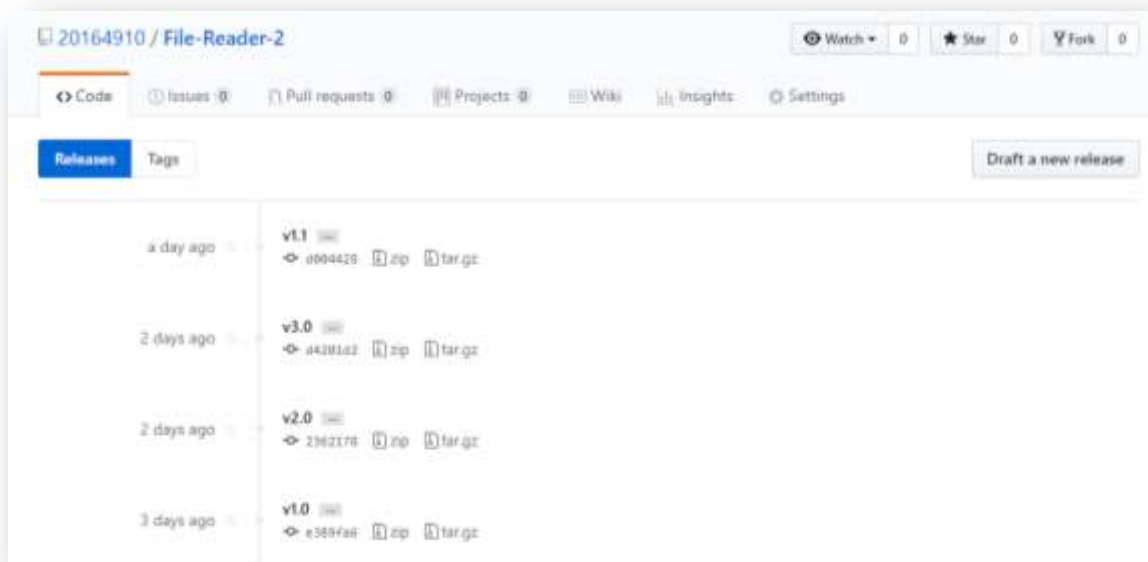 20164910 / File-Reader-2
Watch 0 Star 0 Fork 0
Code Issues 0 Pull requests 0 Projects 0 Wiki Insights Settings
Releases Tags Draft a new release
a day ago v1.1 ...
zip tar.gz
2 days ago v3.0 ...
d4201d2 zip tar.gz
2 days ago v2.0 ...
2362178 zip tar.gz
3 days ago v1.0 ...
e389fa6 zip tar.gz